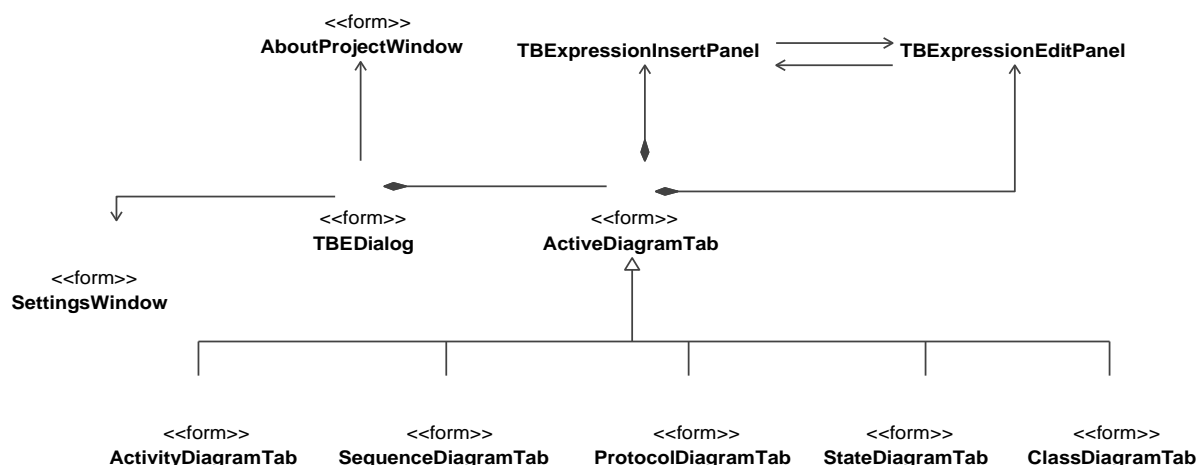 <<form>>
AboutProjectWindow
TBExpressionInsertPanel
TBExpressionEditPanel
<<form>>
TBEDialog
<<form>>
ActiveDiagramTab
<<form>>
SettingsWindow
<<form>>
ActivityDiagramTab
<<form>>
SequenceDiagramTab
<<form>>
ProtocolDiagramTab
<<form>>
StateDiagramTab
<<form>>
ClassDiagramTab